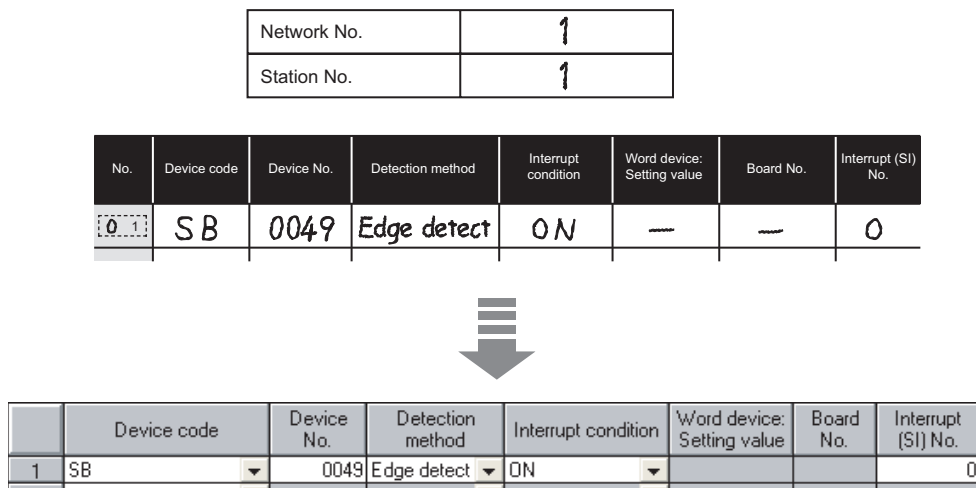 Network No. 1
Station No. 1
No. Device code Device No. Detection method Interrupt condition Word device: Setting value Board No. Interrupt (SI) No.
0 1 SB 0049 Edge detect ON — — 0
Device code Device No. Detection method Interrupt condition Word device: Setting value Board No. Interrupt (SI) No.
1 SB 0049 Edge detect ON 0